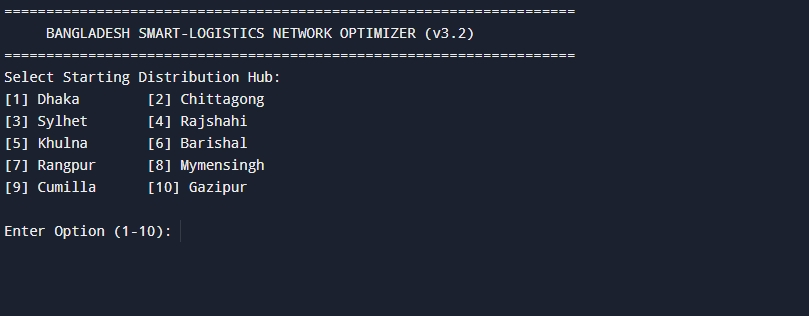 ====================================================================
BANGLADESH SMART-LOGISTICS NETWORK OPTIMIZER (v3.2)
====================================================================
Select Starting Distribution Hub:
[1] Dhaka [2] Chittagong
[3] Sylhet [4] Rajshahi
[5] Khulna [6] Barishal
[7] Rangpur [8] Mymensingh
[9] Cumilla [10] Gazipur
Enter Option (1-10):